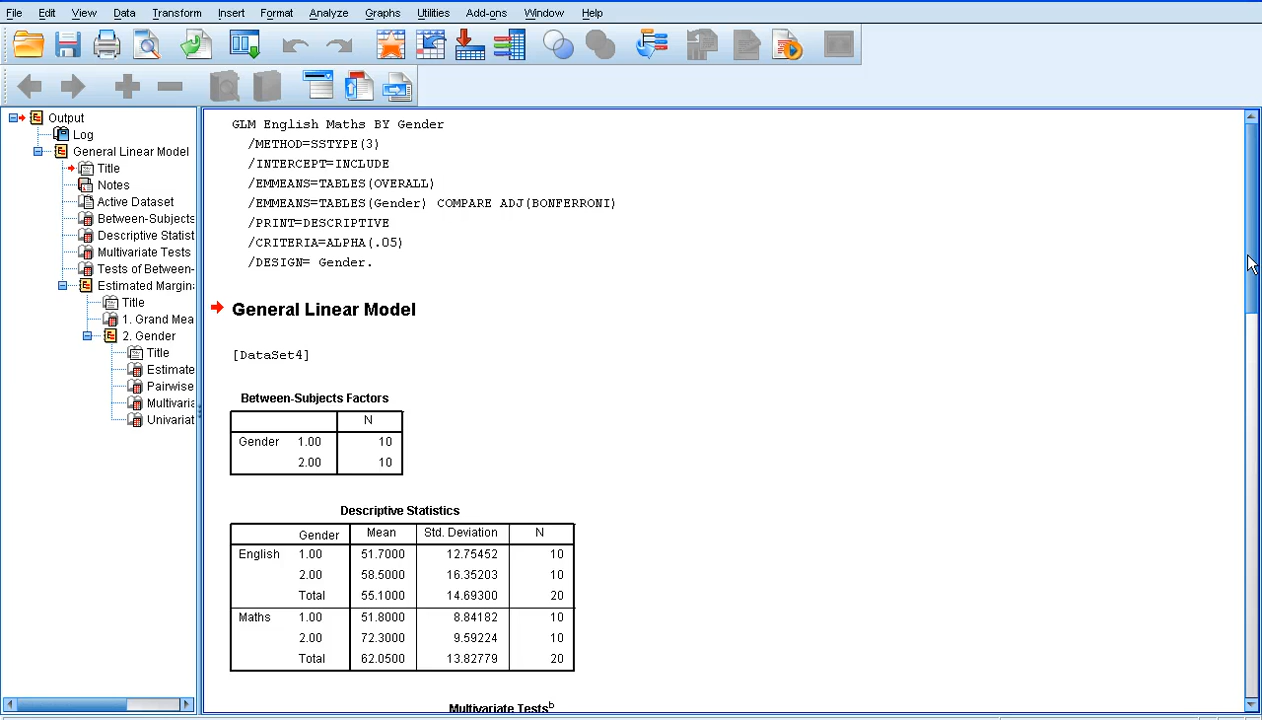 File Edit View Data Transform Insert Format Analyze Graphs Utilities Add-ons Window Help
Output
Log
General Linear Model
Title
Notes
Active Dataset
Between-Subjects
Descriptive Statist
Multivariate Tests
Tests of Between-
Estimated Margin
Title
1. Grand Mea
2. Gender
Title
Estimate
Pairwise
Multivaria
Univariat
GLM English Maths BY Gender
/METHOD=SSTYPE(3)
/INTERCEPT=INCLUDE
/EMMEANS=TABLES(OVERALL)
/EMMEANS=TABLES(Gender) COMPARE ADJ(BONFERRONI)
/PRINT=DESCRIPTIVE
/CRITERIA=ALPHA(.05)
/DESIGN= Gender.
General Linear Model
[DataSet4]
Between-Subjects Factors
N
Gender 1.00 10
2.00 10
Descriptive Statistics
Gender Mean Std. Deviation N
English 1.00 51.7000 12.75452 10
2.00 58.5000 16.35203 10
Total 55.1000 14.69300 20
Maths 1.00 51.8000 8.84182 10
2.00 72.3000 9.59224 10
Total 62.0500 13.82779 20
Multivariate Tests^b